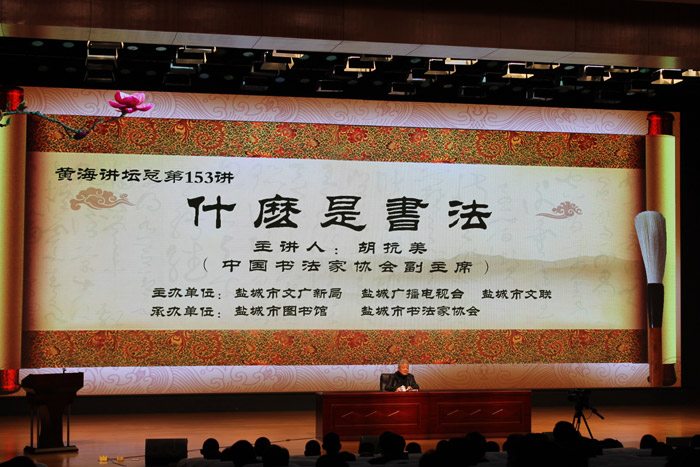 黄海讲坛总第153讲
什麽是書法
主讲人：胡抗美
（中国书法家协会副主席）
主办单位：盐城市文广新局 盐城广播电视台 盐城市文联
承办单位：盐城市图书馆 盐城市书法家协会